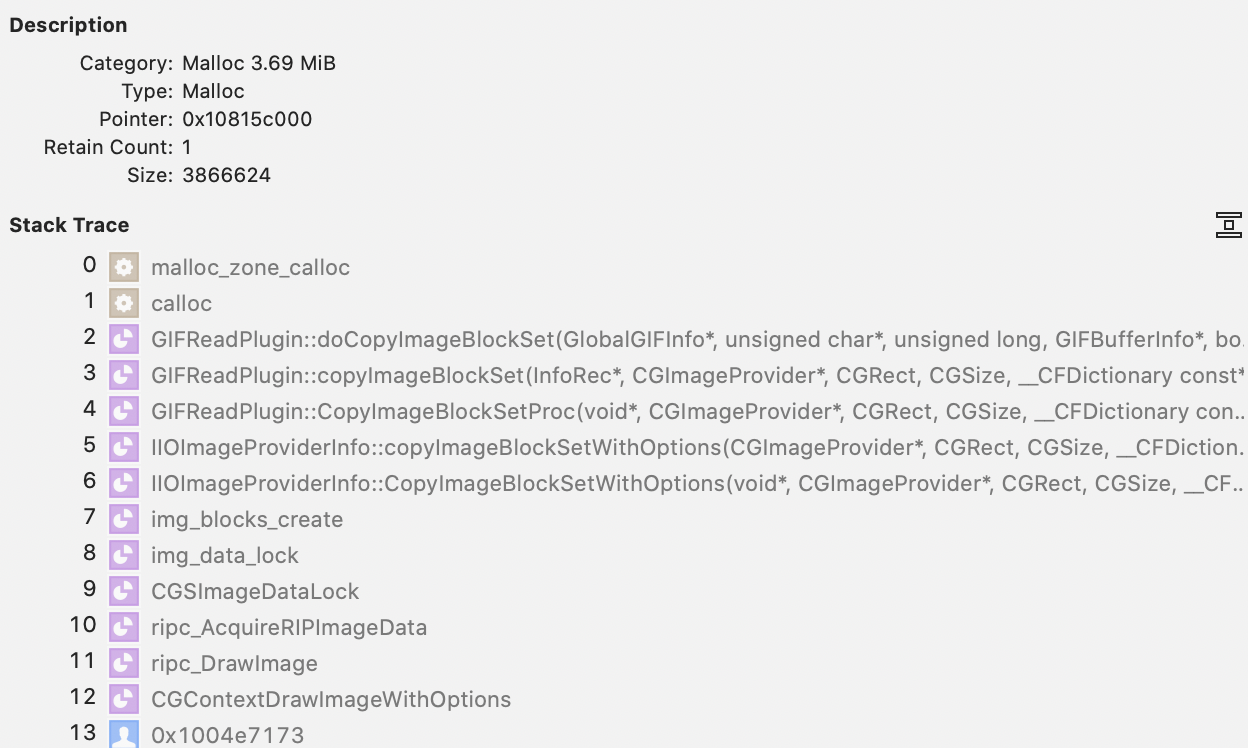 Description
Category: Malloc 3.69 MiB
Type: Malloc
Pointer: 0x10815c000
Retain Count: 1
Size: 3866624
Stack Trace
0 malloc_zone_calloc
1 calloc
2 GIFReadPlugin::doCopyImageBlockSet(GlobalGIFInfo*, unsigned char*, unsigned long, GIFBufferInfo*, bo.
3 GIFReadPlugin::copyImageBlockSet(InfoRec*, CGImageProvider*, CGRect, CGSize, __CFDictionary const*
4 GIFReadPlugin::CopyImageBlockSetProc(void*, CGImageProvider*, CGRect, CGSize, __CFDictionary con..
5 IIOImageProviderInfo::copyImageBlockSetWithOptions(CGImageProvider*, CGRect, CGSize, __CFDiction.
6 IIOImageProviderInfo::CopyImageBlockSetWithOptions(void*, CGImageProvider*, CGRect, CGSize, __CF..
7 img_blocks_create
8 img_data_lock
9 CGSImageDataLock
10 ripc_AcquireRIPImageData
11 ripc_DrawImage
12 CGContextDrawImageWithOptions
13 0x1004e7173